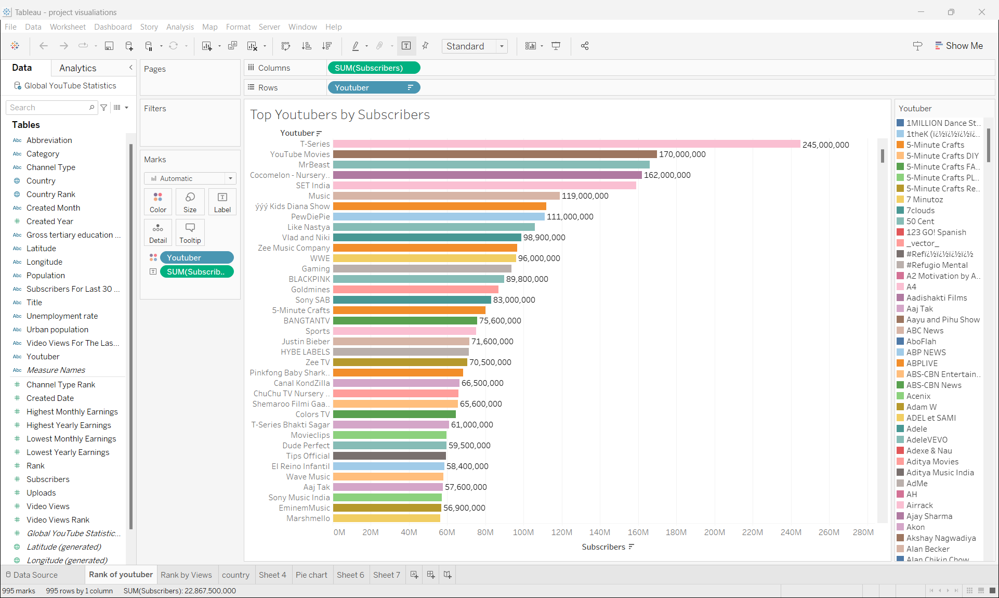 Tableau - project visualiations
File Data Worksheet Dashboard Story Analysis Map Format Server Window Help
Standard
Show Me
Data Analytics
Global YouTube Statistics
Search
Tables
Abc Abbreviation
Abc Category
Abc Channel Type
Country
Country Rank
Abc Created Month
# Created Year
Abc Gross tertiary education ...
Abc Latitude
Abc Longitude
Abc Population
Abc Subscribers For Last 30 ...
Abc Title
Abc Unemployment rate
Abc Urban population
Abc Video Views For The Las...
Abc Youtuber
Abc Measure Names
# Channel Type Rank
# Created Date
# Highest Monthly Earnings
# Highest Yearly Earnings
# Lowest Monthly Earnings
# Lowest Yearly Earnings
# Rank
# Subscribers
# Uploads
# Video Views
# Video Views Rank
# Global YouTube Statistic...
Latitude (generated)
Longitude (generated)
Pages
Filters
Marks
Automatic
Color Size Label
Detail Tooltip
Youtuber
SUM(Subscrib..
Columns SUM(Subscribers)
Rows Youtuber
Top Youtubers by Subscribers
Youtuber
T-Series 245,000,000
YouTube Movies 170,000,000
MrBeast
Cocomelon - Nursery.. 162,000,000
SET India
Music 119,000,000
ýýý Kids Diana Show
PewDiePie 111,000,000
Like Nastya
Vlad and Niki 98,900,000
Zee Music Company
WWE 96,000,000
Gaming
BLACKPINK 89,800,000
Goldmines
Sony SAB 83,000,000
5-Minute Crafts
BANGTANTV 75,600,000
Sports
Justin Bieber 71,600,000
HYBE LABELS
Zee TV 70,500,000
Pinkfong Baby Shark..
Canal KondZilla 66,500,000
ChuChu TV Nursery ..
Shemaroo Filmi Gaa.. 65,600,000
Colors TV
T-Series Bhakti Sagar 61,000,000
Movieclips
Dude Perfect 59,500,000
Tips Official
El Reino Infantil 58,400,000
Wave Music
Aaj Tak 57,600,000
Sony Music India
EminemMusic 56,900,000
Marshmello
0M 20M 40M 60M 80M 100M 120M 140M 160M 180M 200M 220M 240M 260M 280M
Subscribers
Youtuber
1MILLION Dance St..
1theK (ï¿½ï¿½ï¿½ï¿..
5-Minute Crafts
5-Minute Crafts DIY
5-Minute Crafts FA..
5-Minute Crafts PL..
5-Minute Crafts Re..
7 Minutoz
7clouds
50 Cent
123 GO! Spanish
_vector_
#Refï¿½ï¿½ï¿½ï¿½
#Refugio Mental
A2 Motivation by A..
A4
Aadishakti Films
Aaj Tak
Aayu and Pihu Show
ABC News
AboFlah
ABP NEWS
ABPLIVE
ABS-CBN Entertain..
ABS-CBN News
Acenix
Adam W
ADEL et SAMI
Adele
AdeleVEVO
Adexe & Nau
Aditya Movies
Aditya Music India
AdMe
AH
Airrack
Ajay Sharma
Akon
Akshay Nagwadiya
Alan Becker
Alan Chikin Chow
Data Source Rank of youtuber Rank by Views country Sheet 4 Pie chart Sheet 6 Sheet 7
995 marks 995 rows by 1 column SUM(Subscribers): 22,867,500,000